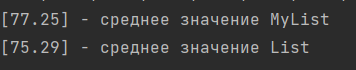 [77.25] - среднее значение MyList
[75.29] - среднее значение List